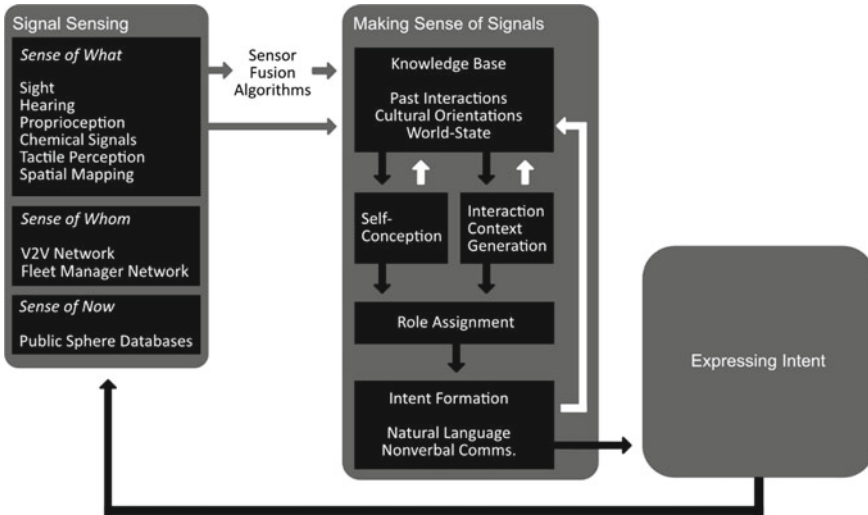 Signal Sensing
Sense of What
Sight
Hearing
Proprioception
Chemical Signals
Tactile Perception
Spatial Mapping
Sense of Whom
V2V Network
Fleet Manager Network
Sense of Now
Public Sphere Databases
Sensor
Fusion
Algorithms
Making Sense of Signals
Knowledge Base
Past Interactions
Cultural Orientations
World-State
Self-
Conception
Interaction
Context
Generation
Role Assignment
Intent Formation
Natural Language
Nonverbal Comms.
Expressing Intent